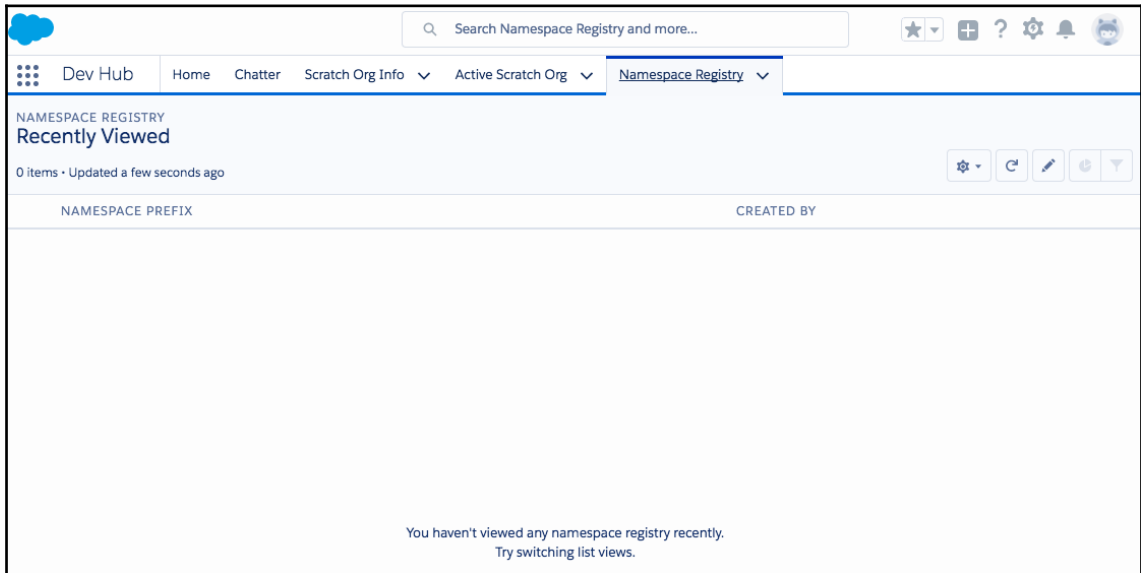 Search Namespace Registry and more...
Dev Hub Home Chatter Scratch Org Info Active Scratch Org Namespace Registry
NAMESPACE REGISTRY
Recently Viewed
0 items • Updated a few seconds ago
NAMESPACE PREFIX CREATED BY
You haven't viewed any namespace registry recently.
Try switching list views.